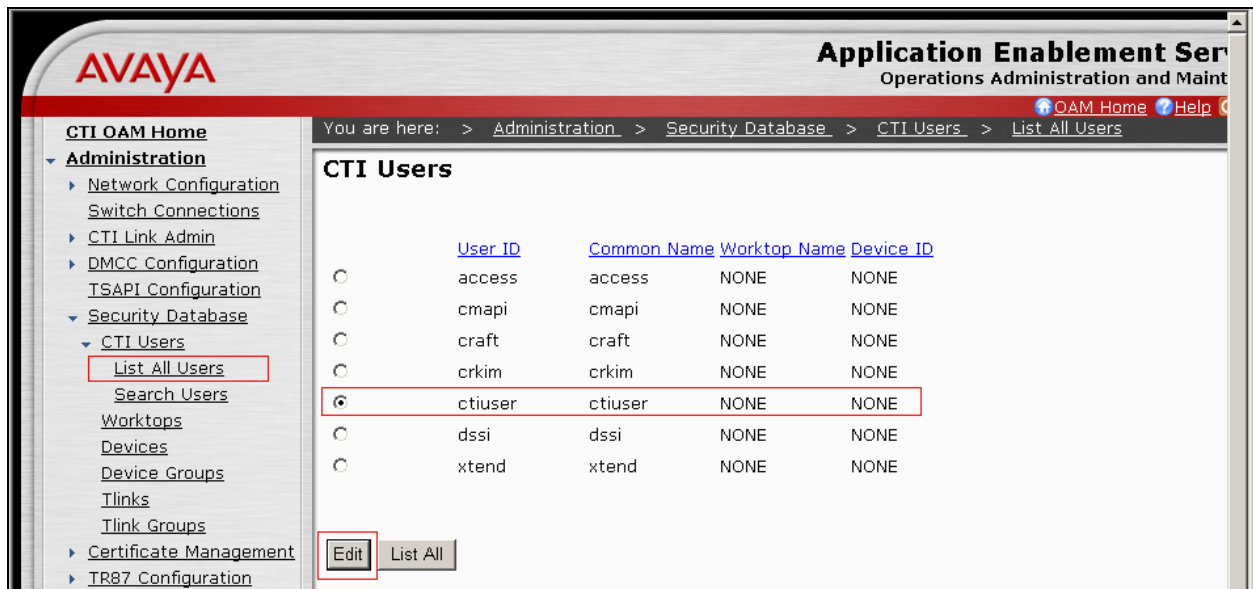 AVAYA
Application Enablement Ser
Operations Administration and Maint
OAM Home Help
You are here: > Administration > Security Database > CTI Users > List All Users
CTI OAM Home
Administration
Network Configuration
Switch Connections
CTI Link Admin
DMCC Configuration
TSAPI Configuration
Security Database
CTI Users
List All Users
Search Users
Worktops
Devices
Device Groups
Tlinks
Tlink Groups
Certificate Management
TR87 Configuration
CTI Users
User ID Common Name Worktop Name Device ID
access access NONE NONE
cmapi cmapi NONE NONE
craft craft NONE NONE
crkim crkim NONE NONE
ctiuser ctiuser NONE NONE
dssi dssi NONE NONE
xtend xtend NONE NONE
Edit List All